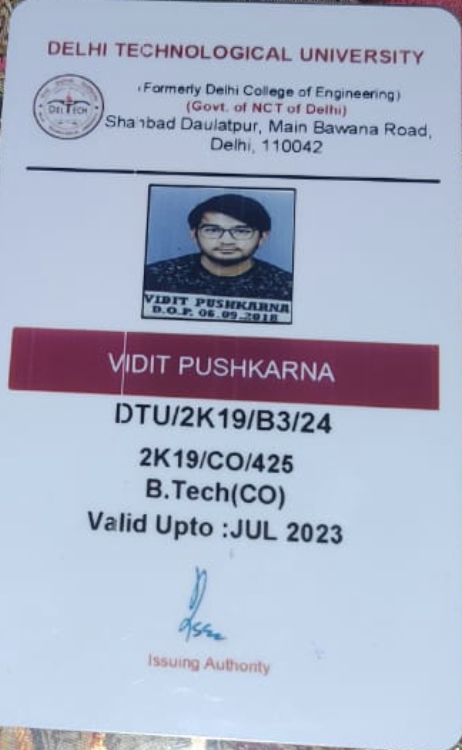 DELHI TECHNOLOGICAL UNIVERSITY
(Formerly Delhi College of Engineering)
(Govt. of NCT of Delhi)
DELTECH
Shahbad Daulatpur, Main Bawana Road,
Delhi, 110042
VIDIT PUSHKARNA
D.O.P. 06.09.2018
VIDIT PUSHKARNA
DTU/2K19/B3/24
2K19/CO/425
B.Tech(CO)
Valid Upto :JUL 2023
Issuing Authority